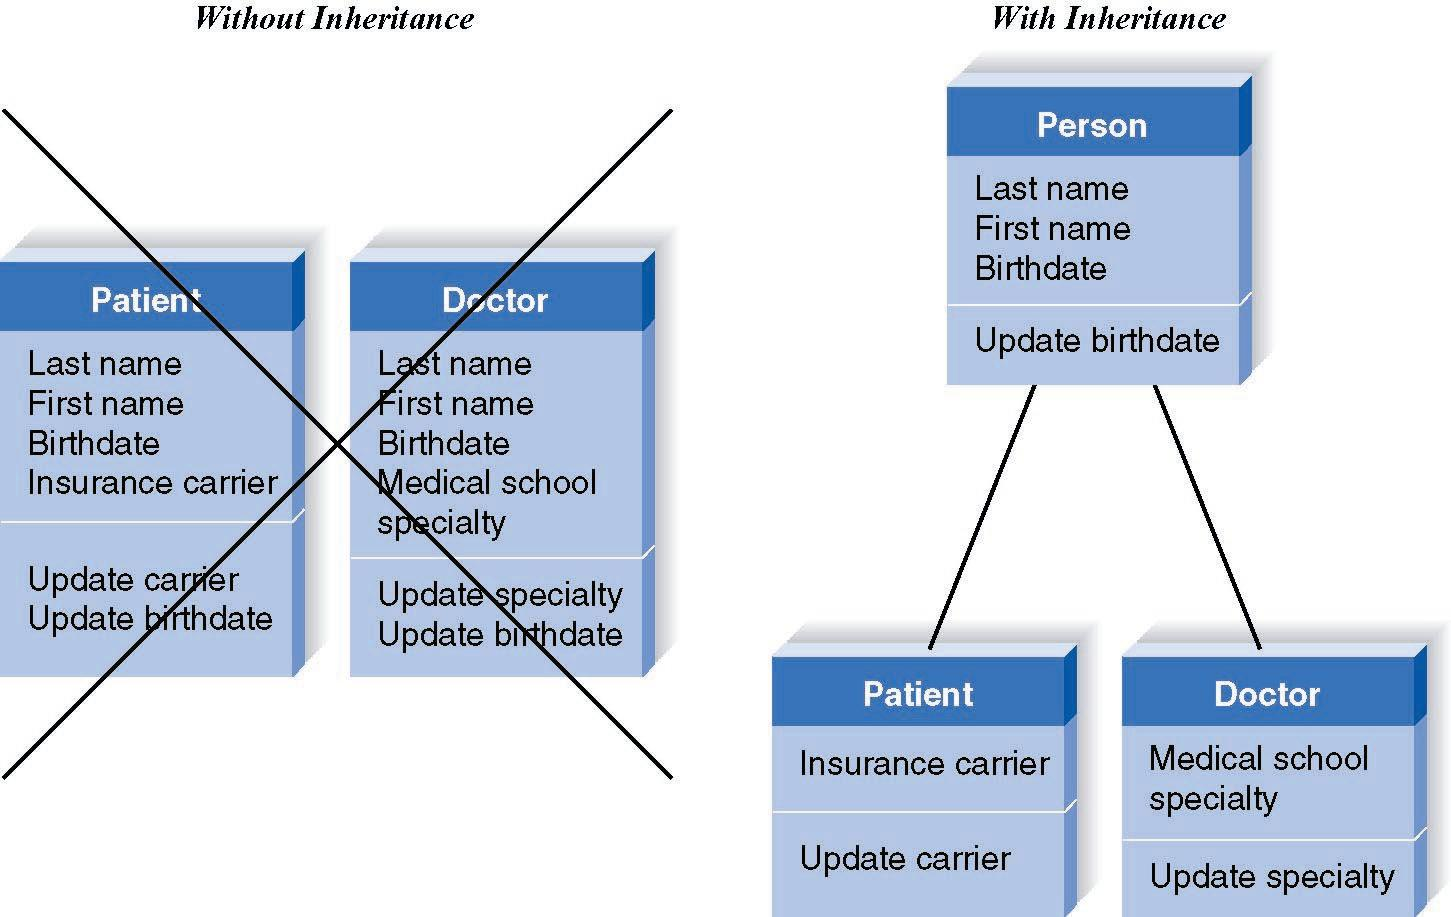 Without Inheritance
Patient
Last name
First name
Birthdate
Insurance carrier
Update carrier
Update birthdate
Doctor
Last name
First name
Birthdate
Medical school
specialty
Update specialty
Update birthdate
With Inheritance
Person
Last name
First name
Birthdate
Update birthdate
Patient
Insurance carrier
Update carrier
Doctor
Medical school
specialty
Update specialty